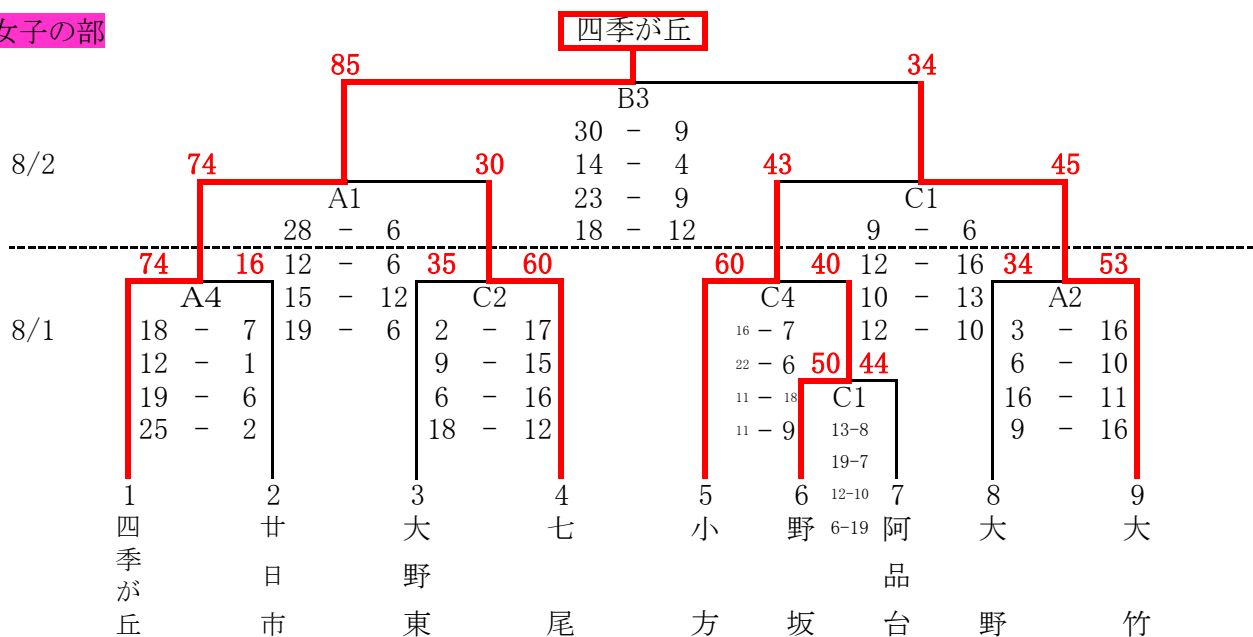 女子の部
四季が丘
85 34
B3
30 - 9
8/2 74 30 14 - 4 43 45
A1 23 - 9 C1
28 - 6 18 - 12 9 - 6
74 16 12 - 6 35 60 60 40 12 - 16 34 53
A4 15 - 12 C2 C4 10 - 13 A2
8/1 18 - 7 19 - 6 2 - 17 16 - 7 12 - 10 3 - 16
12 - 1 9 - 15 22 - 6 50 44 6 - 10
19 - 6 6 - 16 11 - 18 C1 16 - 11
25 - 2 18 - 12 11 - 9 13-8 9 - 16
19-7
1 2 3 4 5 6 12-10 7 8 9
6-19
四季が丘
廿日市
大野東
七尾
小方
野坂
阿品台
大野
大竹